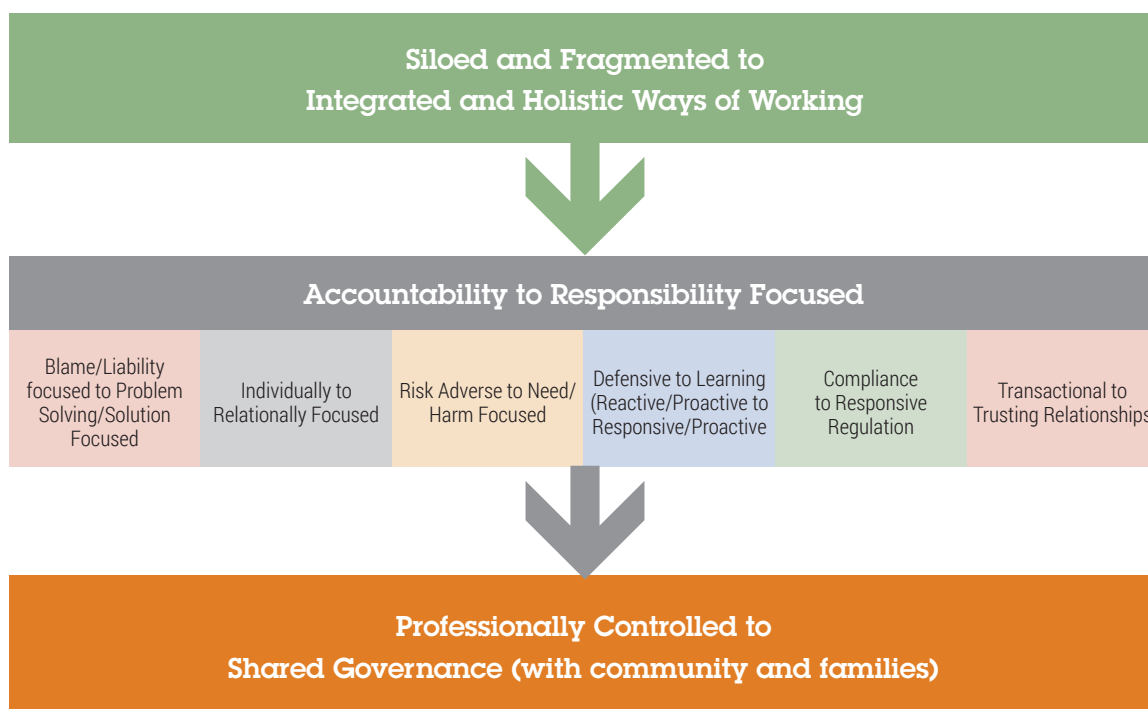 Siloed and Fragmented to
Integrated and Holistic Ways of Working
Accountability to Responsibility Focused
Blame/Liability
focused to Problem
Solving/Solution
Focused
Individually to
Relationally Focused
Risk Adverse to Need/
Harm Focused
Defensive to Learning
(Reactive/Proactive to
Responsive/Proactive
Compliance
to Responsive
Regulation
Transactional to
Trusting Relationships
Professionally Controlled to
Shared Governance (with community and families)